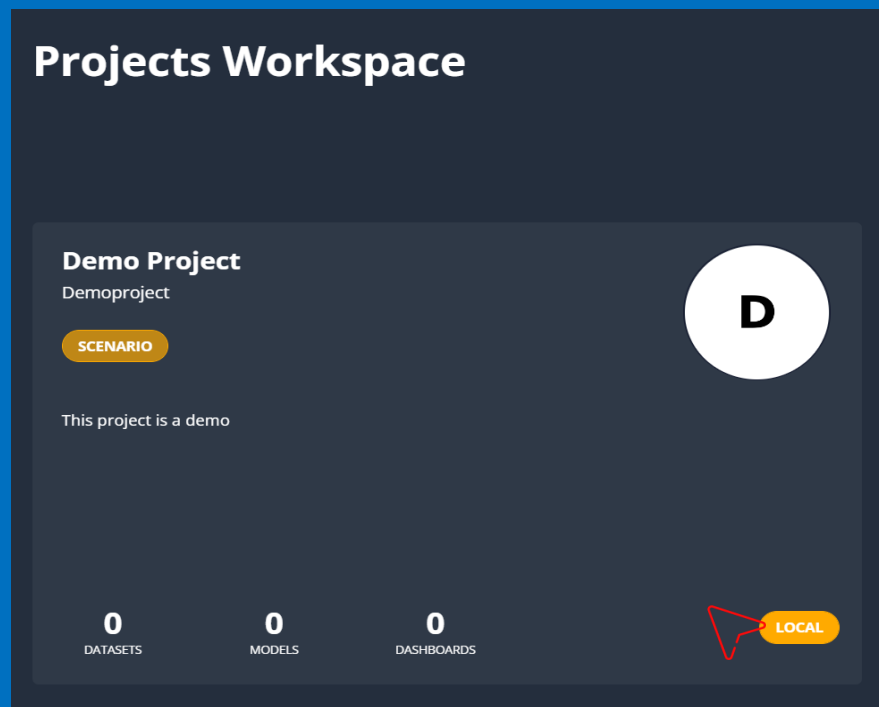 Projects Workspace
Demo Project
Demoproject
D
SCENARIO
This project is a demo
0 0 0
DATASETS MODELS DASHBOARDS
LOCAL